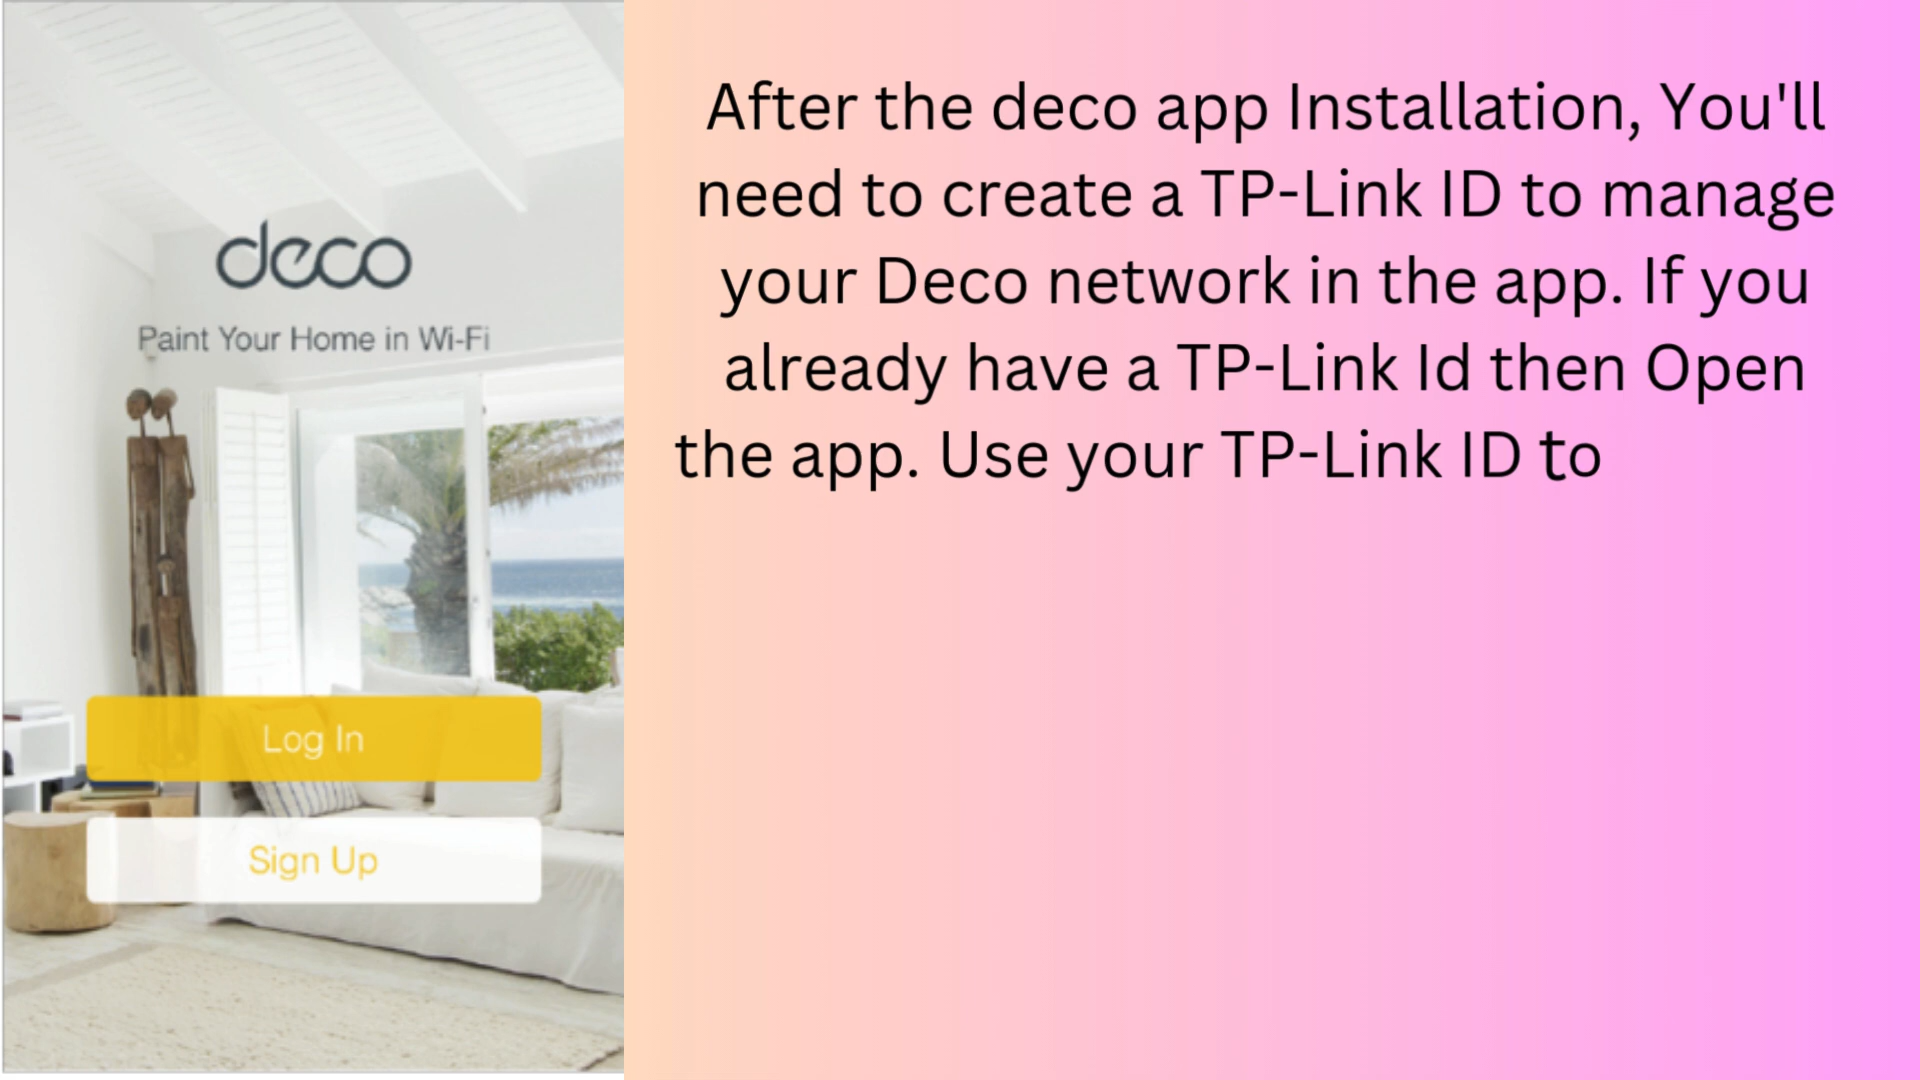 deco
Paint Your Home in Wi-Fi
Log In
Sign Up
After the deco app Installation, You'll
need to create a TP-Link ID to manage
your Deco network in the app. If you
already have a TP-Link Id then Open
the app. Use your TP-Link ID to